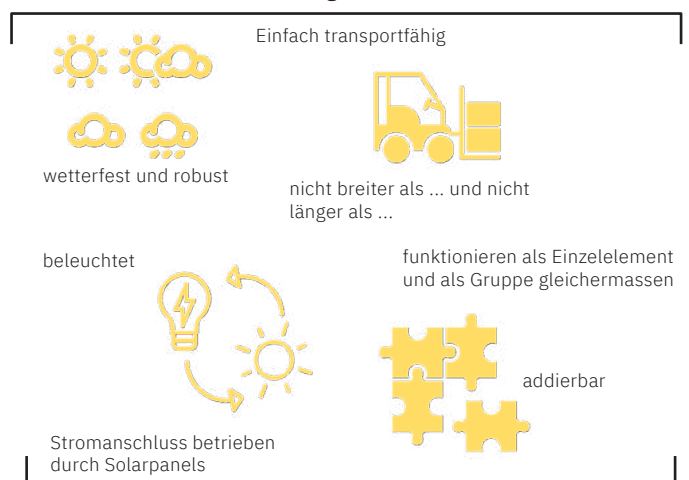 Einfach transportfähig
wetterfest und robust
nicht breiter als ... und nicht
länger als ...
beleuchtet
funktionieren als Einzelelement
und als Gruppe gleichermassen
addierbar
Stromanschluss betrieben
durch Solarpanels